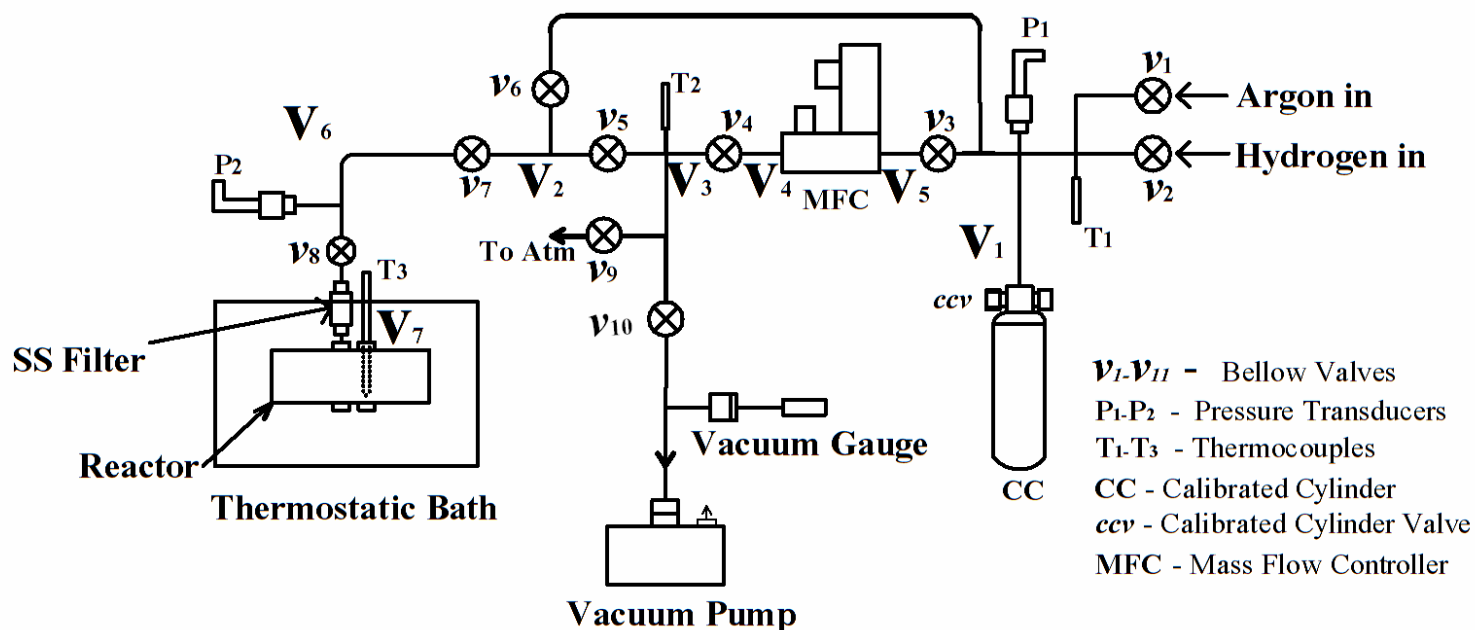 P1
v1
Argon in
T2
v6
V6
v5
v4
v3
Hydrogen in
P2
v7
V2
V3
V4
MFC
V5
v2
T1
V1
v8
To Atm
v9
T3
ccv
v10
V7
SS Filter
Vacuum Gauge
Reactor
CC
Thermostatic Bath
Vacuum Pump
v1-v11 - Bellow Valves
P1-P2 - Pressure Transducers
T1-T3 - Thermocouples
CC - Calibrated Cylinder
ccv - Calibrated Cylinder Valve
MFC - Mass Flow Controller